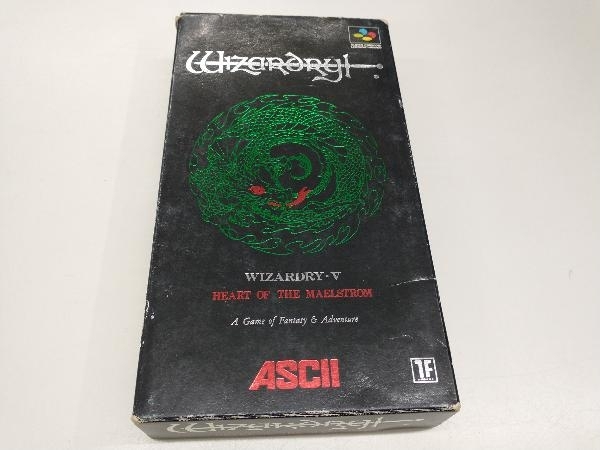 Wizardry
WIZARDRY·V
HEART OF THE MAELSTROM
A Game of Fantasy & Adventure
ASCII
1F
Wizardry